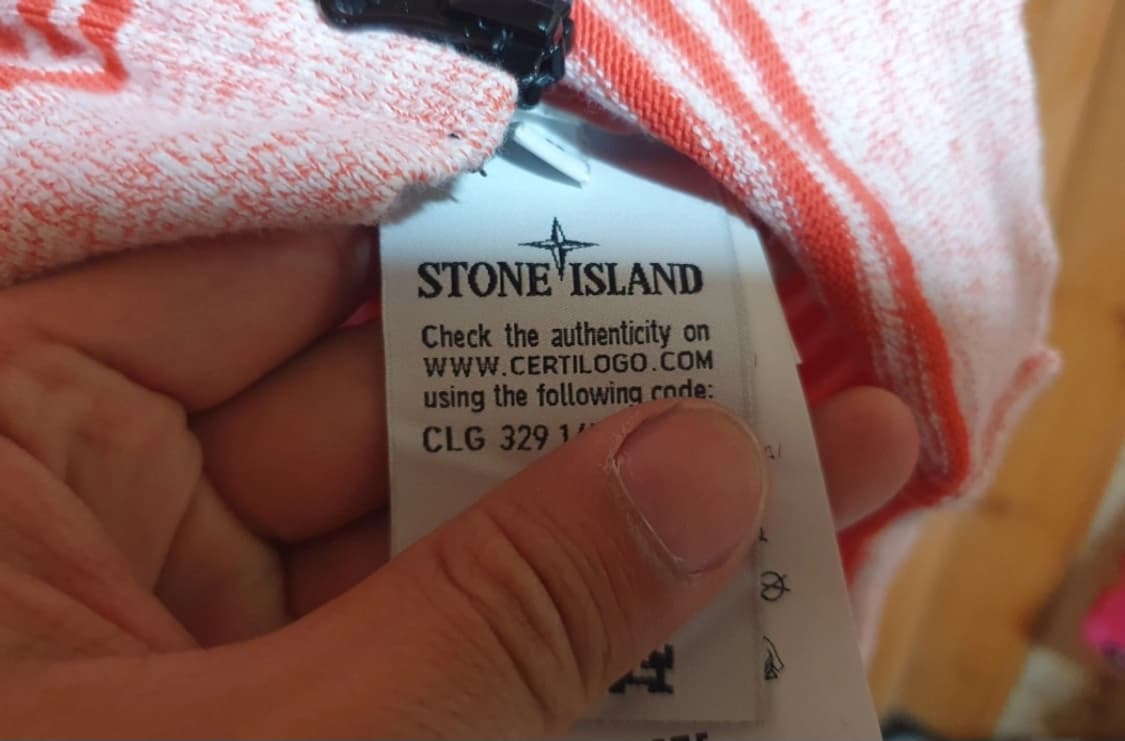 STONE ISLAND
Check the authenticity on
WWW.CERTILOGO.COM
using the following code:
CLG 329